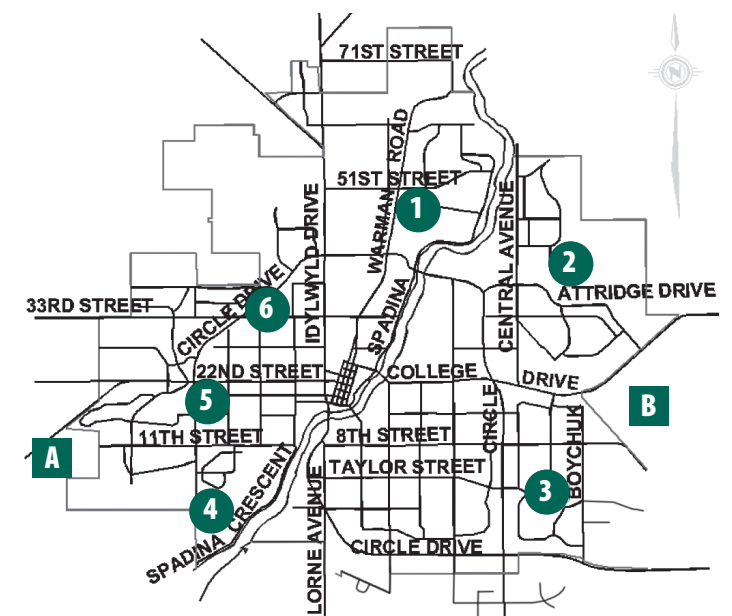 71ST STREET
N
WARMAN ROAD
51ST STREET
1
IDYLWYLD DRIVE
CENTRAL AVENUE
2
ATTRIDGE DRIVE
33RD STREET
CIRCLE DRIVE
6
SPADINA
22ND STREET
COLLEGE DRIVE
5
B
CIRCLE
BOYCHUK
11TH STREET
8TH STREET
A
TAYLOR STREET
3
4
SPADINA CRESCENT
LORNE AVENUE
CIRCLE DRIVE